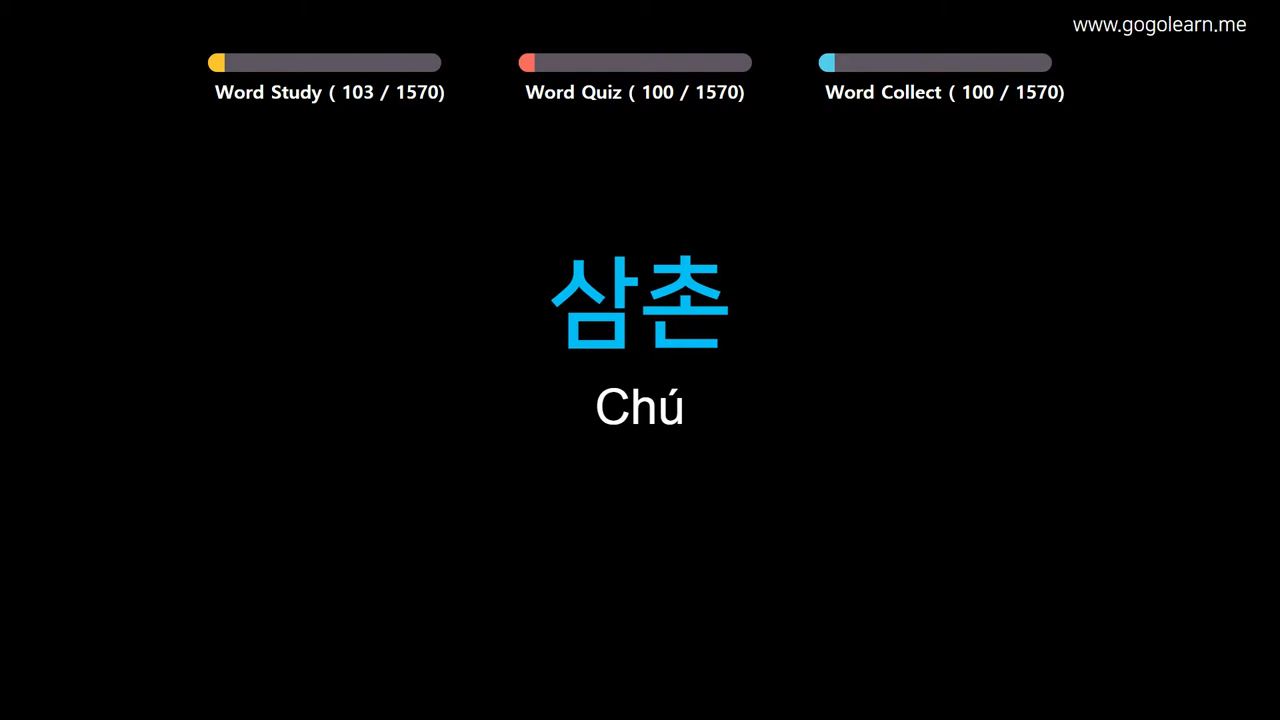 www.gogolearn.me
Word Study ( 103 / 1570)
Word Quiz ( 100 / 1570)
Word Collect ( 100 / 1570)
삼촌
Chú